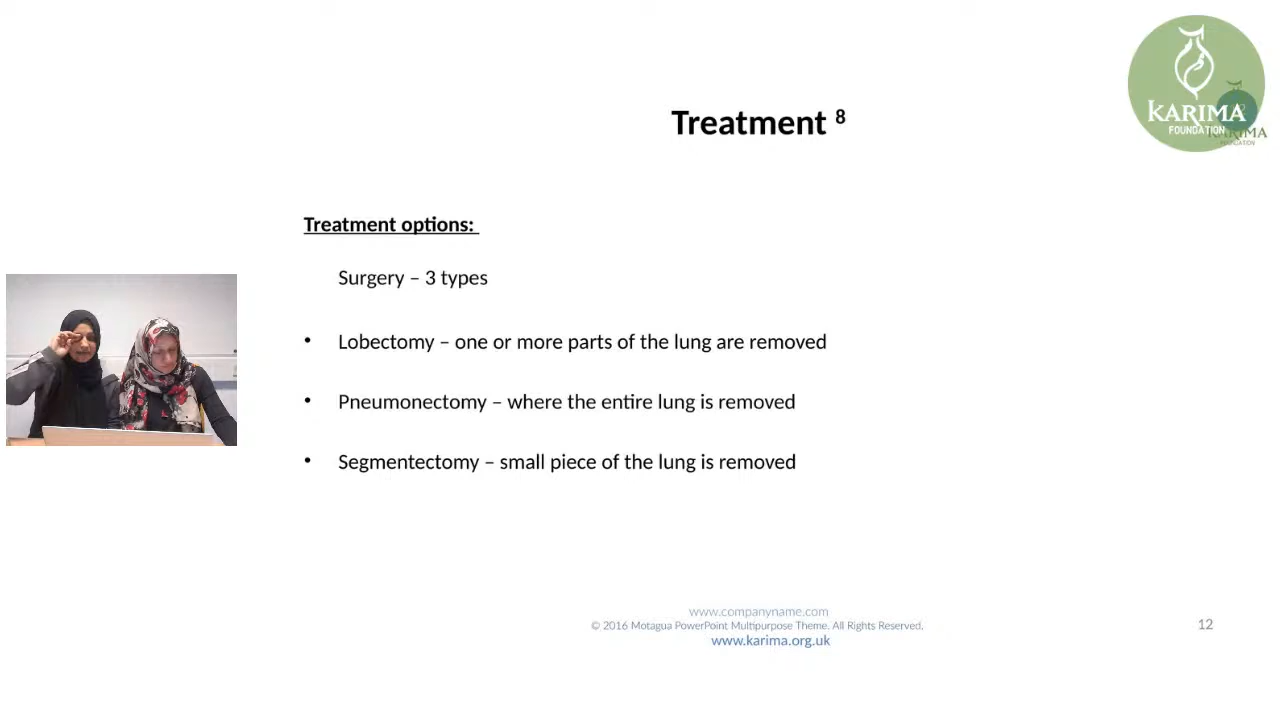 Treatment 8
KARIMA
FOUNDATION
KARIMA
FOUNDATION
Treatment options:
Surgery – 3 types
• Lobectomy – one or more parts of the lung are removed
• Pneumonectomy – where the entire lung is removed
• Segmentectomy – small piece of the lung is removed
www.companyname.com
© 2016 Motagua PowerPoint Multipurpose Theme. All Rights Reserved.
www.karima.org.uk
12